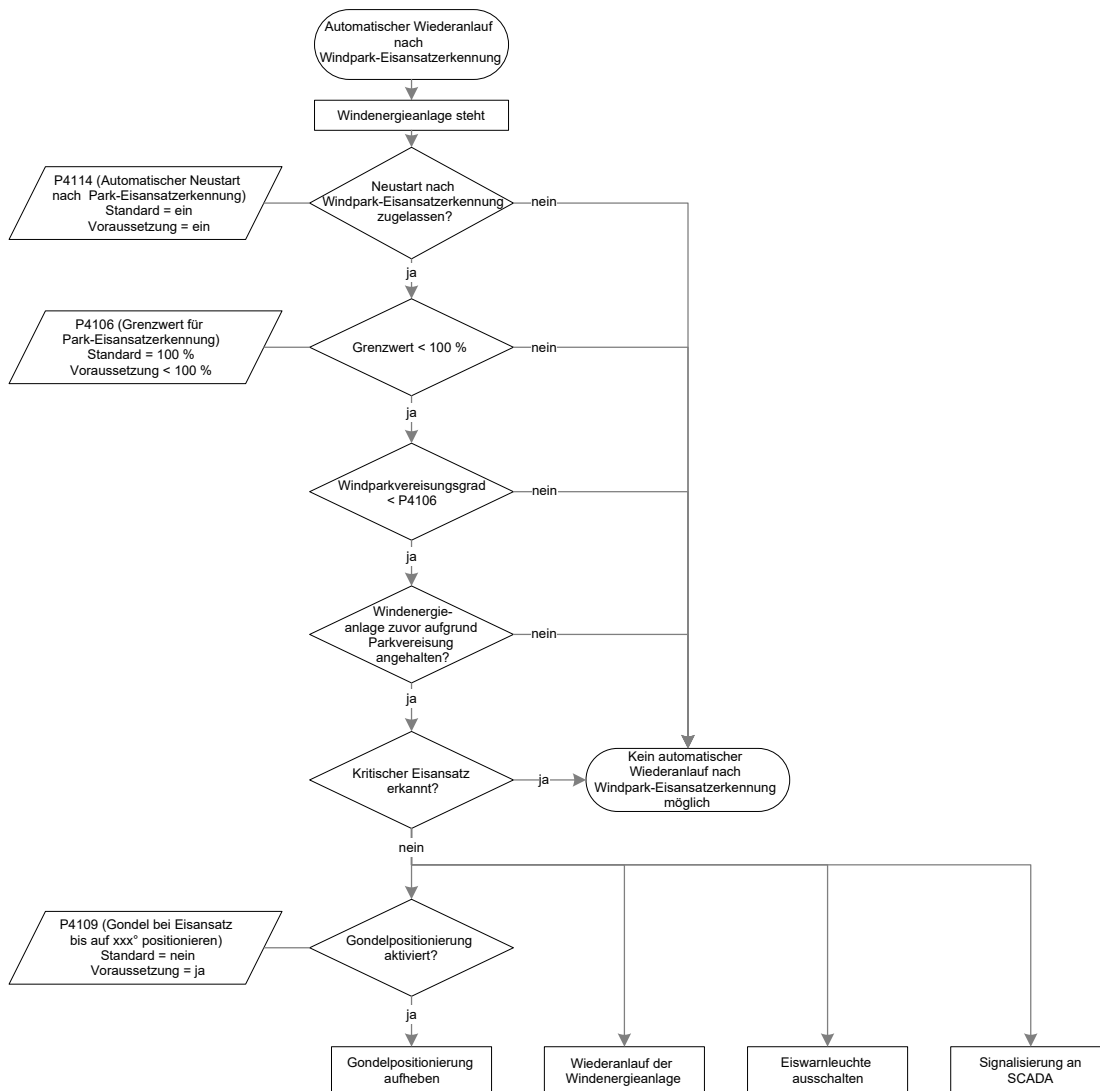 Automatischer Wiederanlauf
nach
Windpark-Eisansatzerkennung
Windenergieanlage steht
P4114 (Automatischer Neustart
nach Park-Eisansatzerkennung)
Standard = ein
Voraussetzung = ein
Neustart nach
Windpark-Eisansatzerkennung
zugelassen?
nein
ja
P4106 (Grenzwert für
Park-Eisansatzerkennung)
Standard = 100 %
Voraussetzung < 100 %
Grenzwert < 100 %
nein
ja
Windparkvereisungsgrad
< P4106
nein
ja
Windenergie-
anlage zuvor aufgrund
Parkvereisung
angehalten?
nein
ja
Kritischer Eisansatz
erkannt?
ja
Kein automatischer
Wiederanlauf nach
Windpark-Eisansatzerkennung
möglich
nein
P4109 (Gondel bei Eisansatz
bis auf xxx° positionieren)
Standard = nein
Voraussetzung = ja
Gondelpositionierung
aktiviert?
ja
Gondelpositionierung
aufheben
Wiederanlauf der
Windenergieanlage
Eiswarnleuchte
ausschalten
Signalisierung an
SCADA